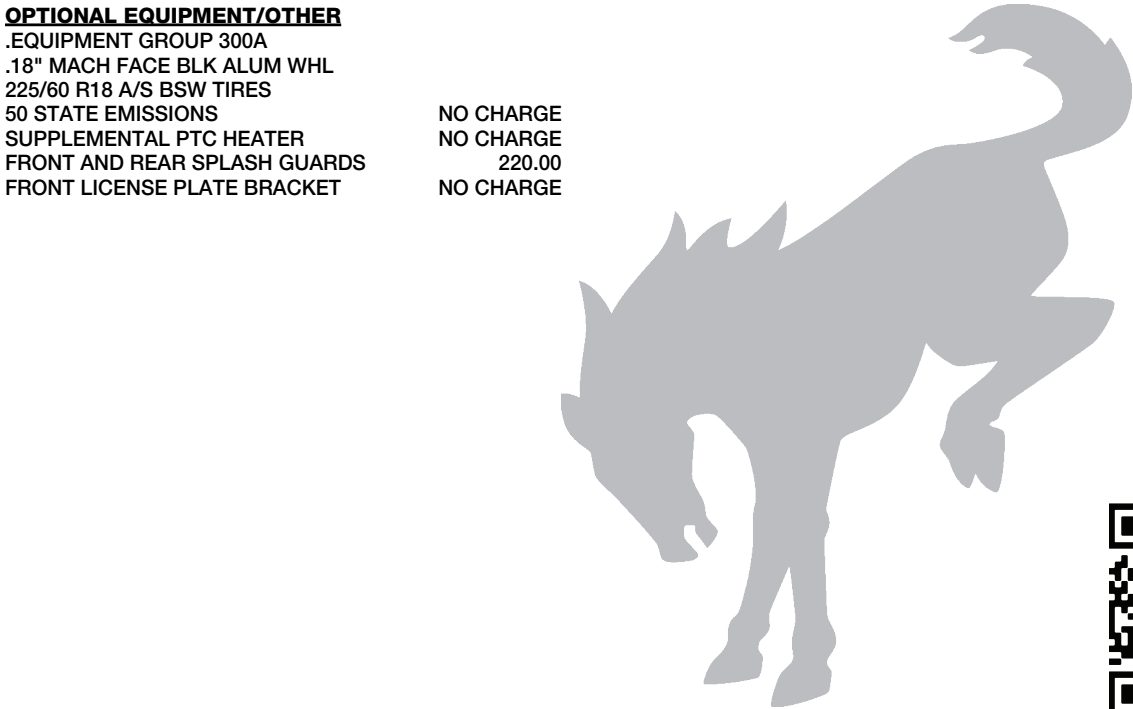 OPTIONAL EQUIPMENT/OTHER
.EQUIPMENT GROUP 300A
.18" MACH FACE BLK ALUM WHL
225/60 R18 A/S BSW TIRES
50 STATE EMISSIONS NO CHARGE
SUPPLEMENTAL PTC HEATER NO CHARGE
FRONT AND REAR SPLASH GUARDS 220.00
FRONT LICENSE PLATE BRACKET NO CHARGE